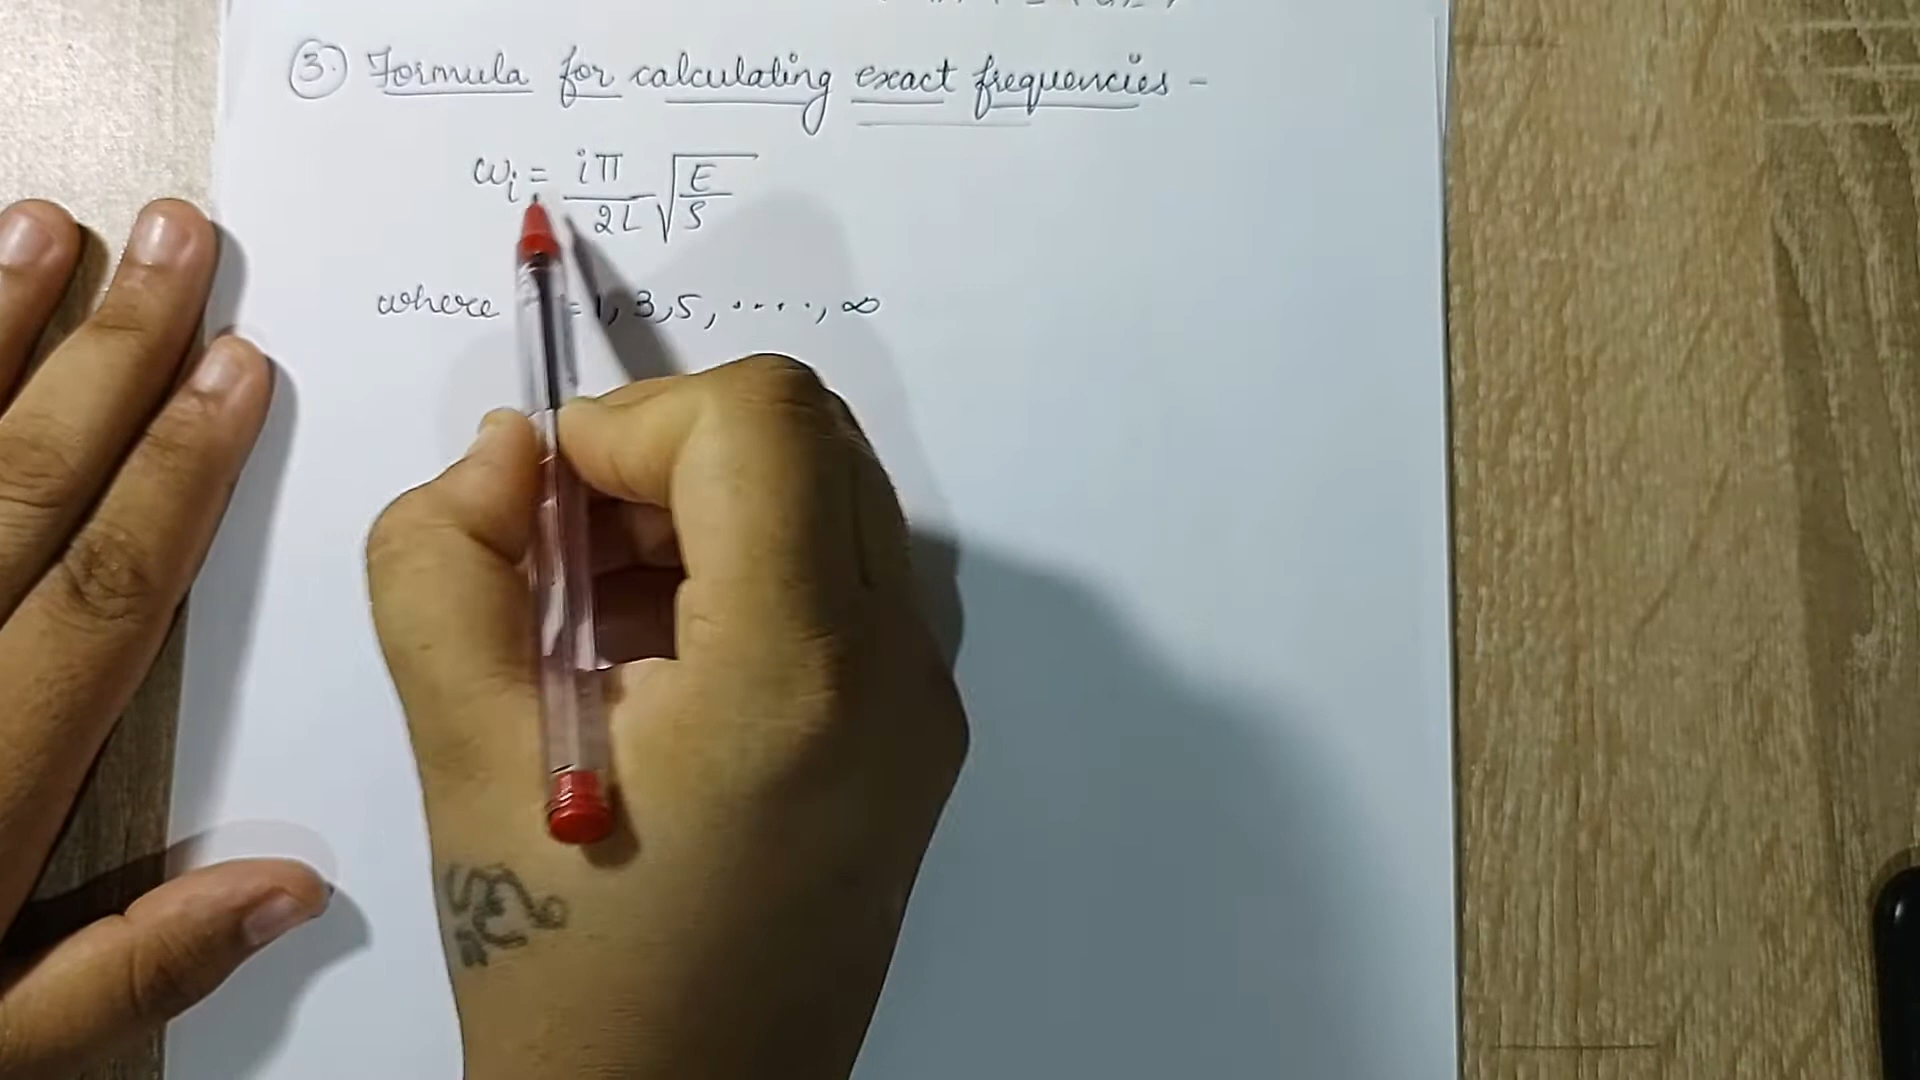 3. Formula for calculating exact frequencies -
ωi = iπ/2L √E/S
where = 1, 3, 5, ....., ∞